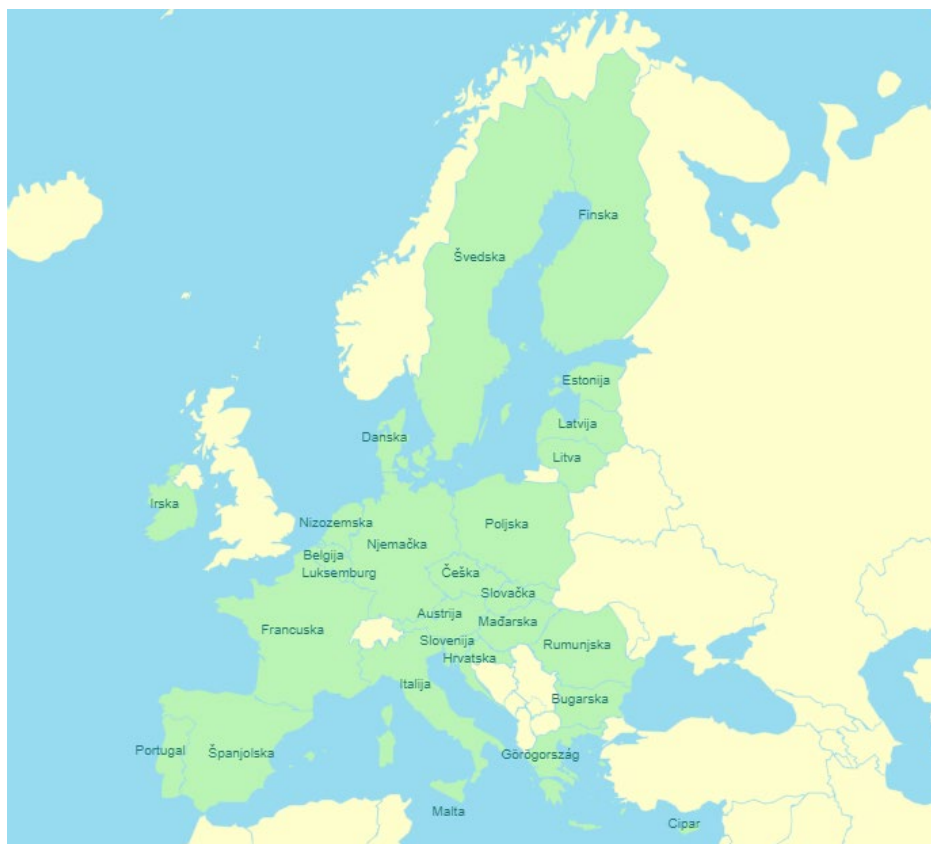 Finska
Švedska
Estonija
Latvija
Danska
Litva
Irska
Nizozemska
Poljska
Njemačka
Belgija
Luksemburg
Češka
Slovačka
Austrija
Mađarska
Francuska
Slovenija
Rumunjska
Hrvatska
Italija
Bugarska
Portugal
Španjolska
Görögország
Malta
Cipar